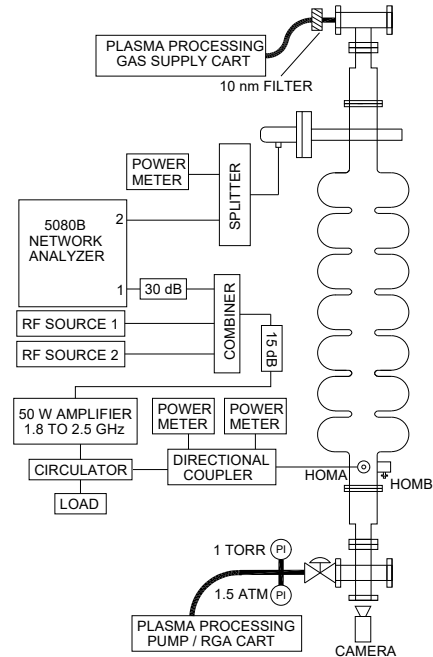 PLASMA PROCESSING
GAS SUPPLY CART
10 nm FILTER
POWER
METER
SPLITTER
5080B
NETWORK
ANALYZER
2
1
30 dB
COMBINER
RF SOURCE 1
RF SOURCE 2
15 dB
50 W AMPLIFIER
1.8 TO 2.5 GHz
POWER
METER
POWER
METER
CIRCULATOR
DIRECTIONAL
COUPLER
LOAD
HOMA
HOMB
1 TORR
PI
1.5 ATM
PI
PLASMA PROCESSING
PUMP / RGA CART
CAMERA